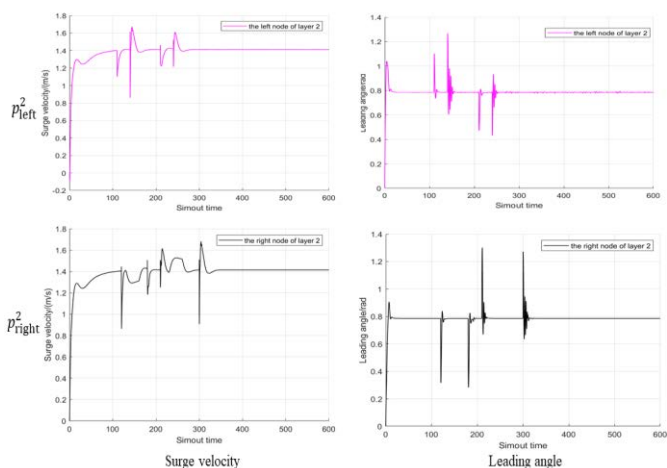 the left node of layer 2
1.8
1.6
1.4
1.2
1
0.8
0.6
0.4
0.2
0
-0.2
Surge velocity/(m/s)
0 100 200 300 400 500 600
Simout time
the left node of layer 2
1.4
1.2
1
0.8
0.6
0.4
0.2
0
Leading angle/rad
0 100 200 300 400 500 600
Simout time
p²left
the right node of layer 2
1.8
1.6
1.4
1.2
1
0.8
0.6
0.4
0.2
0
Surge velocity/(m/s)
0 100 200 300 400 500 600
Simout time
the right node of layer 2
1.4
1.2
1
0.8
0.6
0.4
0.2
0
Leading angle/rad
0 100 200 300 400 500 600
Simout time
p²right
Surge velocity
Leading angle